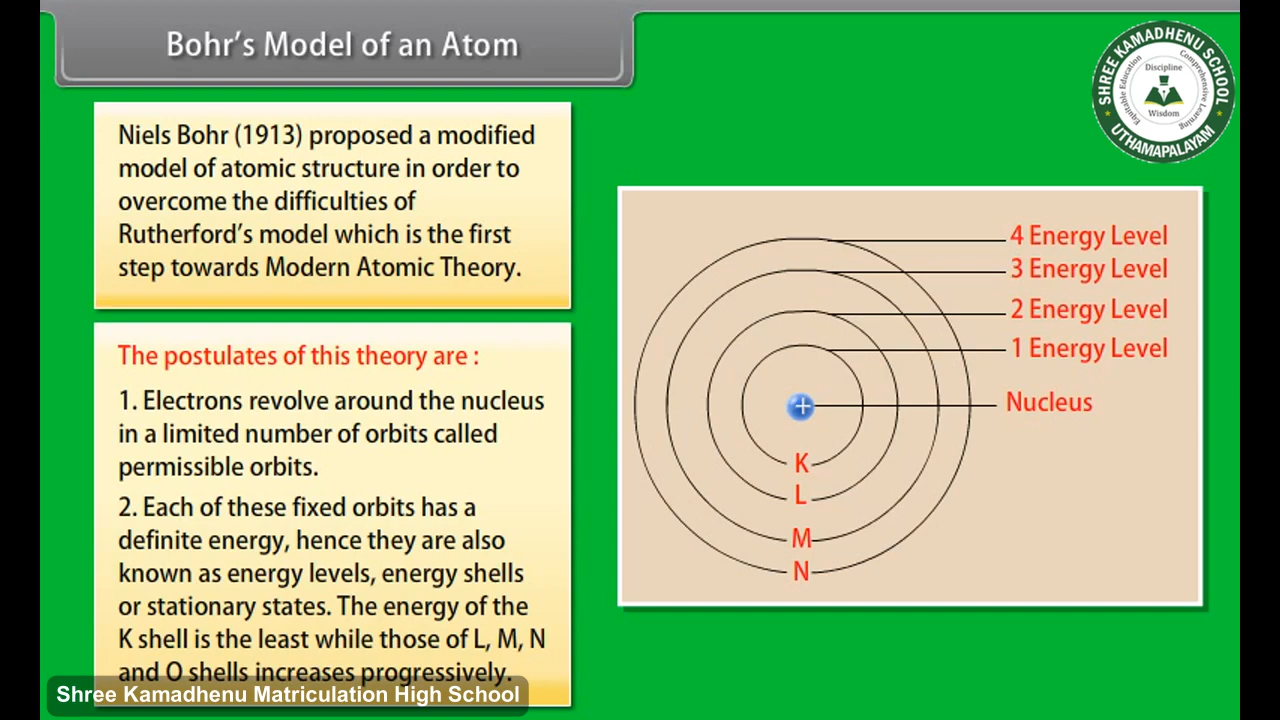 Bohr's Model of an Atom
SHREE KAMADHENU SCHOOL
Equitable Education
Discipline
Comprehensive Learning
Wisdom
UTHAMAPALAYAM
Niels Bohr (1913) proposed a modified
model of atomic structure in order to
overcome the difficulties of
Rutherford's model which is the first
step towards Modern Atomic Theory.
The postulates of this theory are :
1. Electrons revolve around the nucleus
in a limited number of orbits called
permissible orbits.
2. Each of these fixed orbits has a
definite energy, hence they are also
known as energy levels, energy shells
or stationary states. The energy of the
K shell is the least while those of L, M, N
and O shells increases progressively.
4 Energy Level
3 Energy Level
2 Energy Level
1 Energy Level
+
Nucleus
K
L
M
N
Shree Kamadhenu Matriculation High School